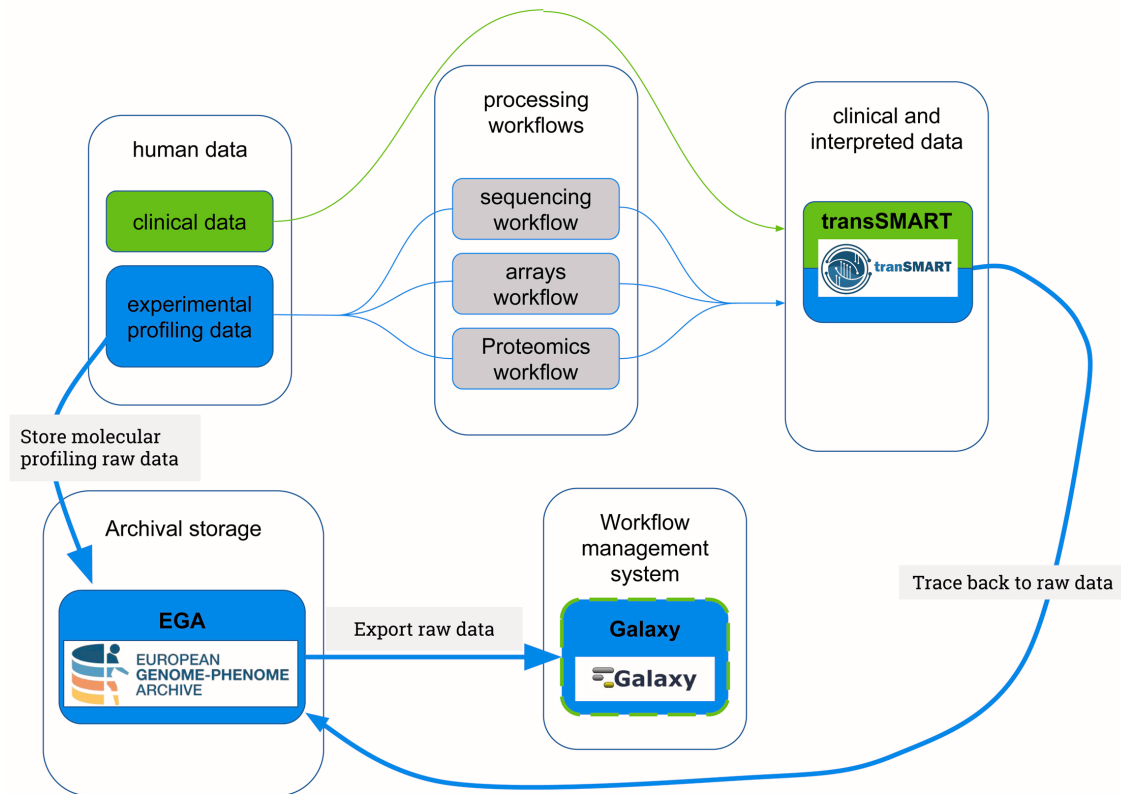 human data
clinical data
experimental
profiling data
processing
workflows
sequencing
workflow
arrays
workflow
Proteomics
workflow
clinical and
interpreted data
transSMART
tranSMART
Store molecular
profiling raw data
Archival storage
EGA
EUROPEAN
GENOME-PHENOME
ARCHIVE
Export raw data
Workflow
management
system
Galaxy
Galaxy
Trace back to raw data